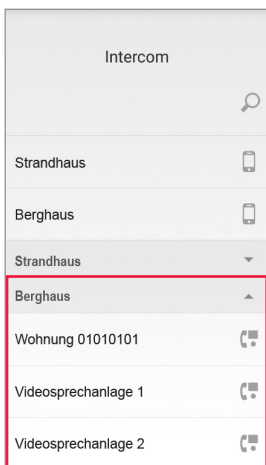 Intercom
Strandhaus
Berghaus
Strandhaus
Berghaus
Wohnung 01010101
Videosprechanlage 1
Videosprechanlage 2